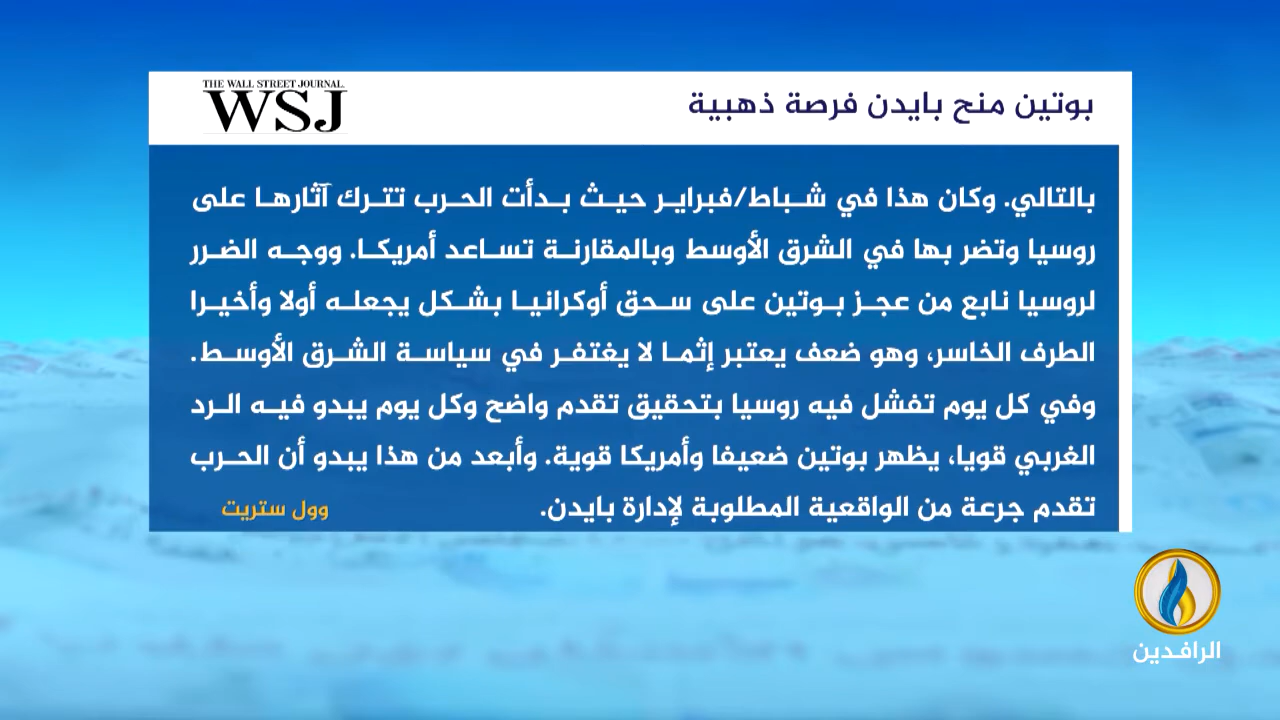 THE WALL STREET JOURNAL.
WSJ
بوتين منح بايدن فرصة ذهبية
بالتالي. وكان هذا في شباط/فبراير حيث بدأت الحرب تترك آثارها على
روسيا وتضر بها في الشرق الأوسط وبالمقارنة تساعد أمريكا. ووجه الضرر
لروسيا نابع من عجز بوتين على سحق أوكرانيا بشكل يجعله أولا وأخيرا
الطرف الخاسر، وهو ضعف يعتبر إثما لا يغتفر في سياسة الشرق الأوسط.
وفي كل يوم تفشل فيه روسيا بتحقيق تقدم واضح وكل يوم يبدو فيه الرد
الغربي قويا، يظهر بوتين ضعيفا وأمريكا قوية. وأبعد من هذا يبدو أن الحرب
تقدم جرعة من الواقعية المطلوبة لإدارة بايدن.
وول ستريت
الرافدين